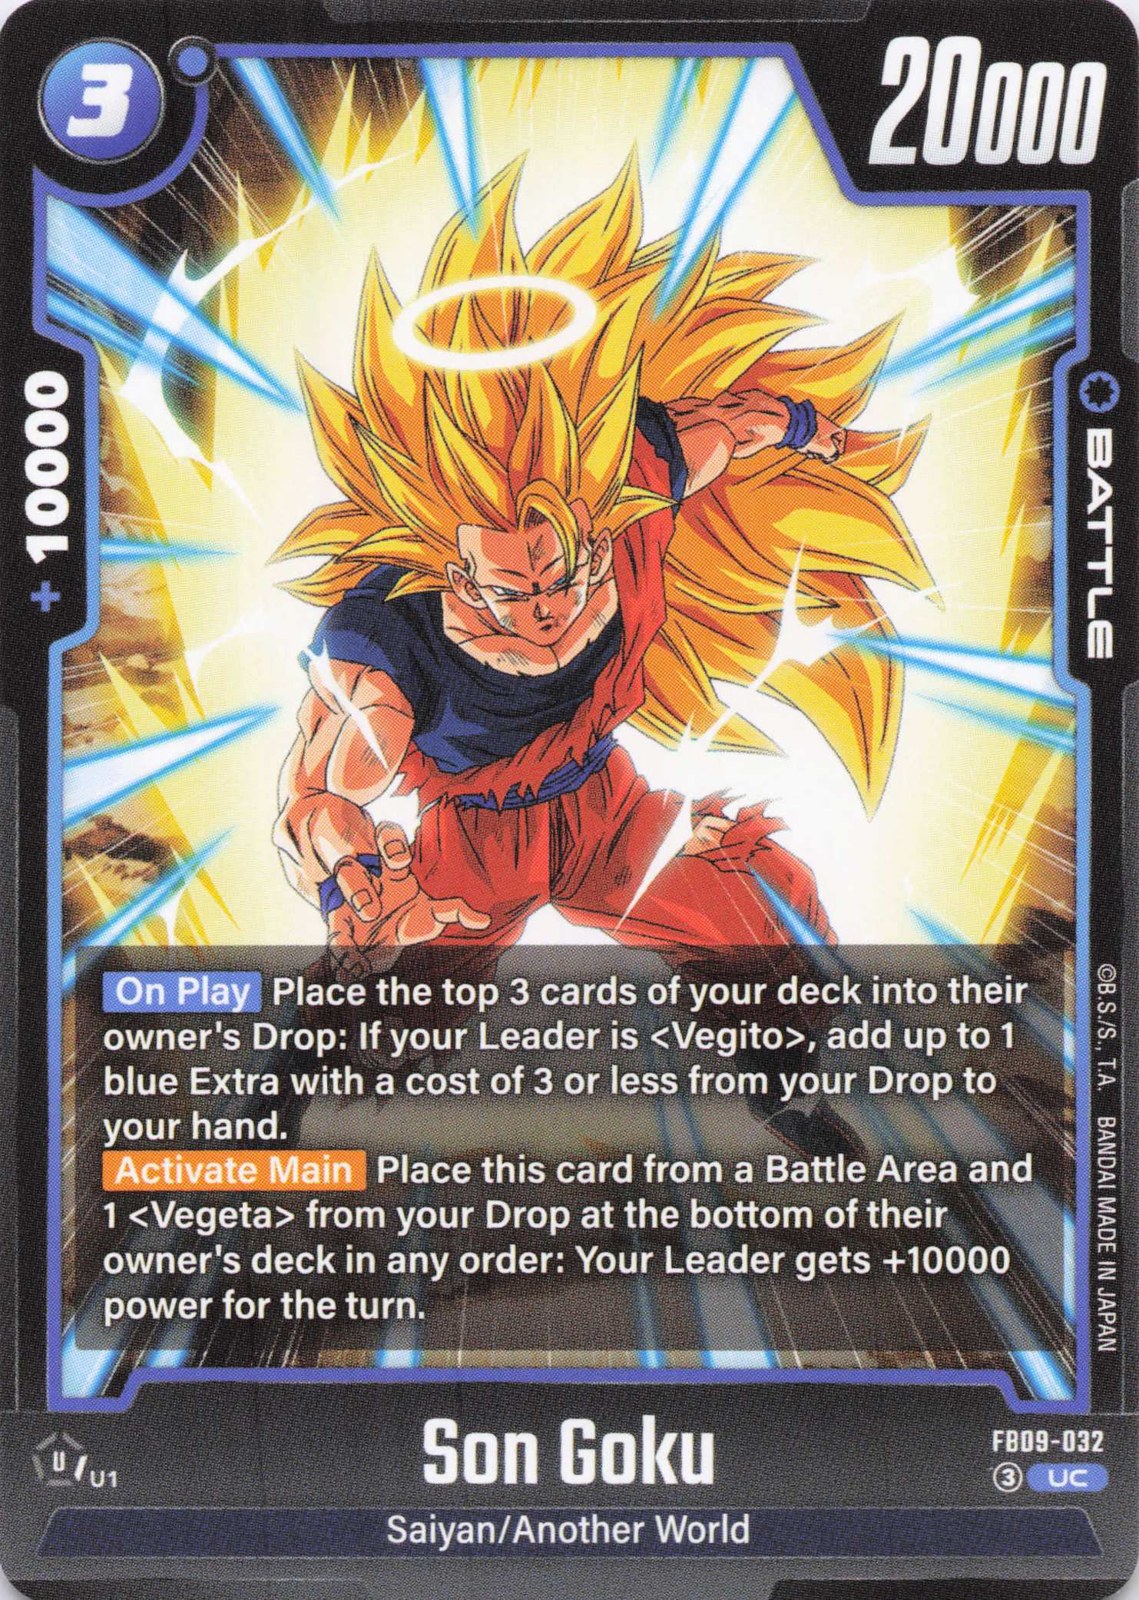 3
20000
+10000
BATTLE
On Play Place the top 3 cards of your deck into their
owner's Drop: If your Leader is <Vegito>, add up to 1
blue Extra with a cost of 3 or less from your Drop to
your hand.
Activate Main Place this card from a Battle Area and
1 <Vegeta> from your Drop at the bottom of their
owner's deck in any order: Your Leader gets +10000
power for the turn.
©B.S./S., T.A. BANDAI MADE IN JAPAN
U/U1
Son Goku
FB09-032
3 UC
Saiyan/Another World